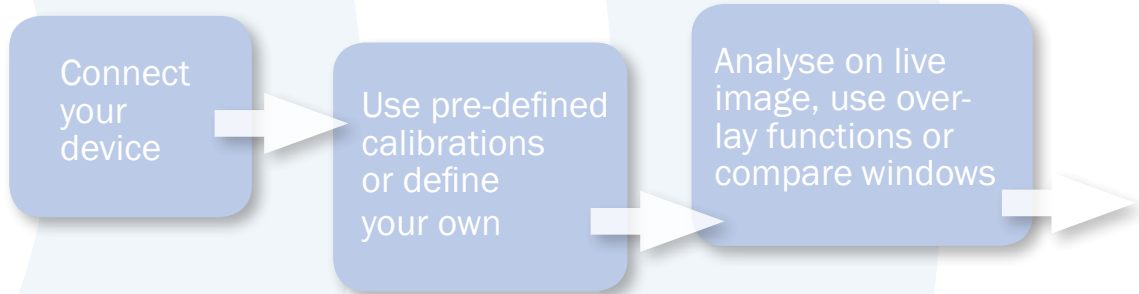 Connect
your
device
Use pre-defined
calibrations
or define
your own
Analyse on live
image, use over-
lay functions or
compare windows